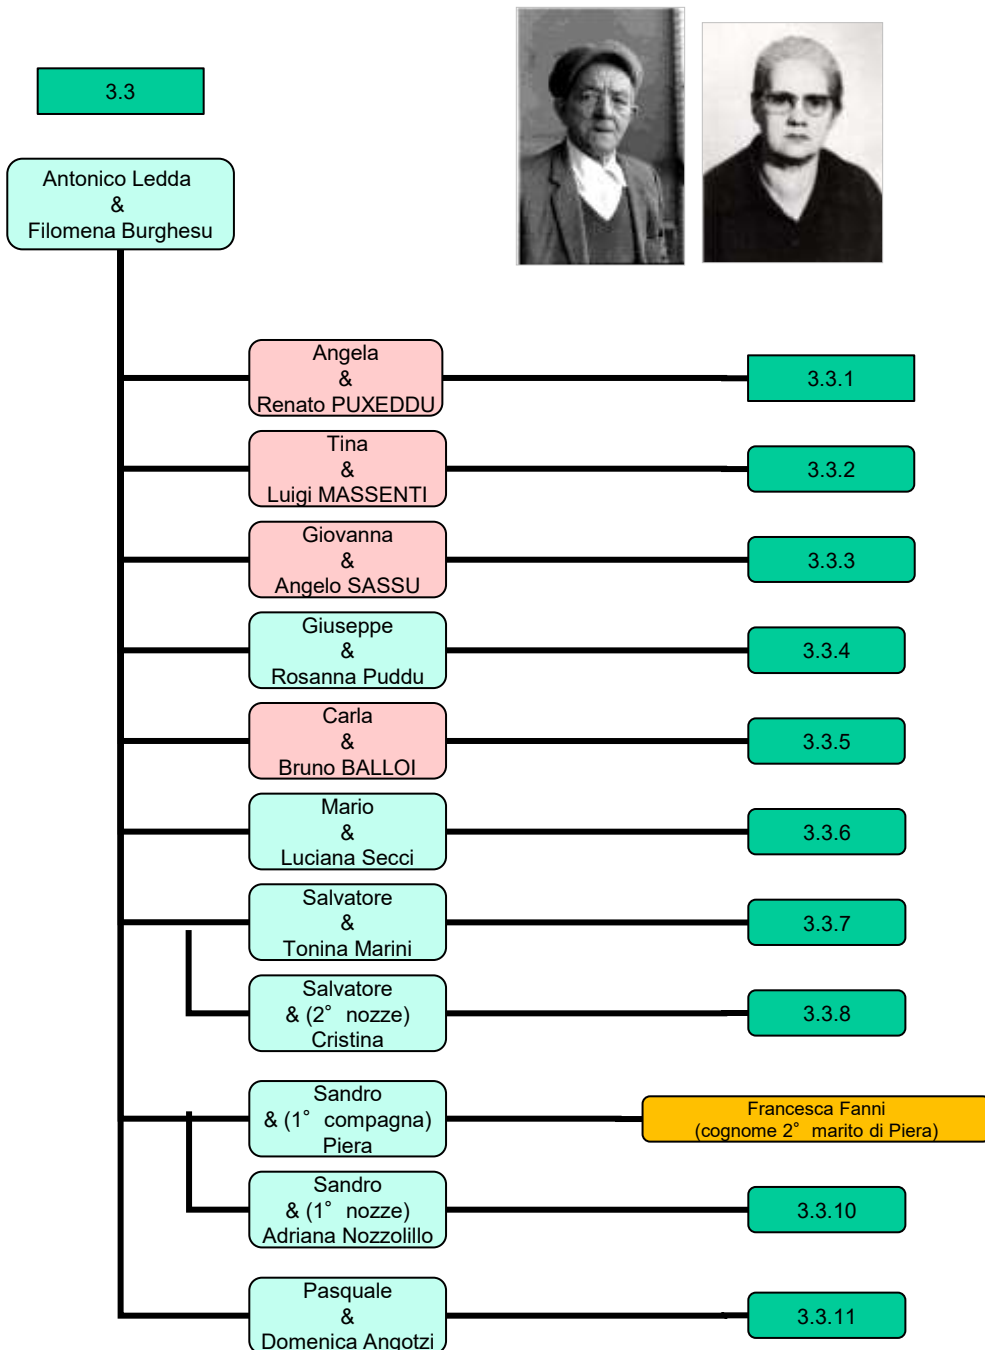 3.3
Antonico Ledda
&
Filomena Burghesu
Angela
&
Renato PUXEDDU
3.3.1
Tina
&
Luigi MASSENTI
3.3.2
Giovanna
&
Angelo SASSU
3.3.3
Giuseppe
&
Rosanna Puddu
3.3.4
Carla
&
Bruno BALLOI
3.3.5
Mario
&
Luciana Secci
3.3.6
Salvatore
&
Tonina Marini
3.3.7
Salvatore
& (2° nozze)
Cristina
3.3.8
Sandro
& (1° compagna)
Piera
Francesca Fanni
(cognome 2° marito di Piera)
Sandro
& (1° nozze)
Adriana Nozzolillo
3.3.10
Pasquale
&
Domenica Angotzi
3.3.11